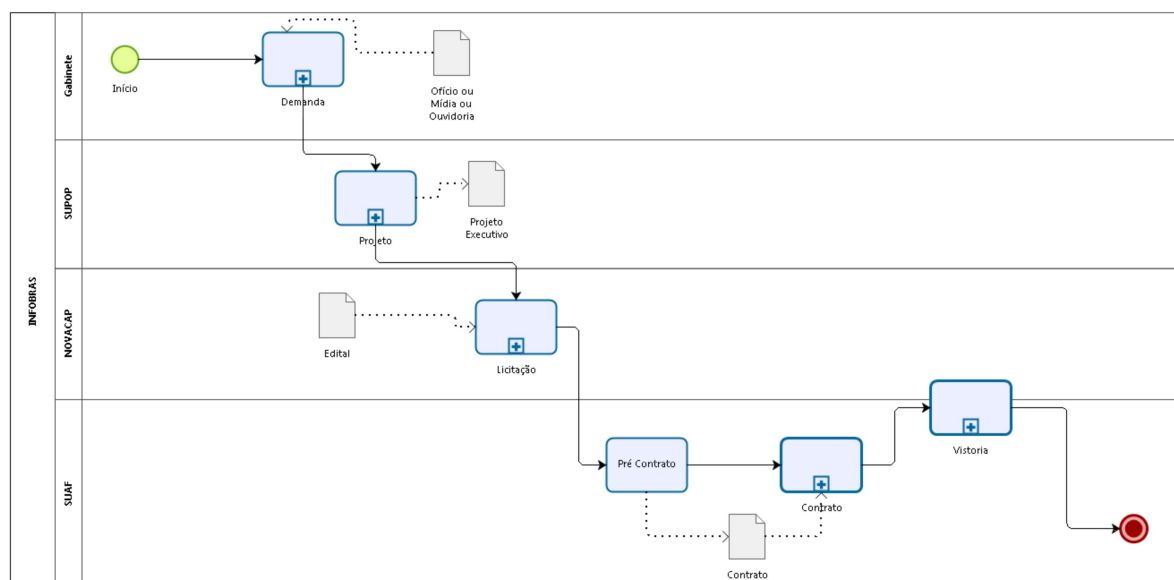 INFOBRAS
Gabinete
Início
Demanda
Ofício ou
Mídia ou
Ouvidoria
SUPOP
Projeto
Projeto
Executivo
NOVACAP
Edital
Licitação
SUAF
Pré Contrato
Contrato
Contrato
Vistoria